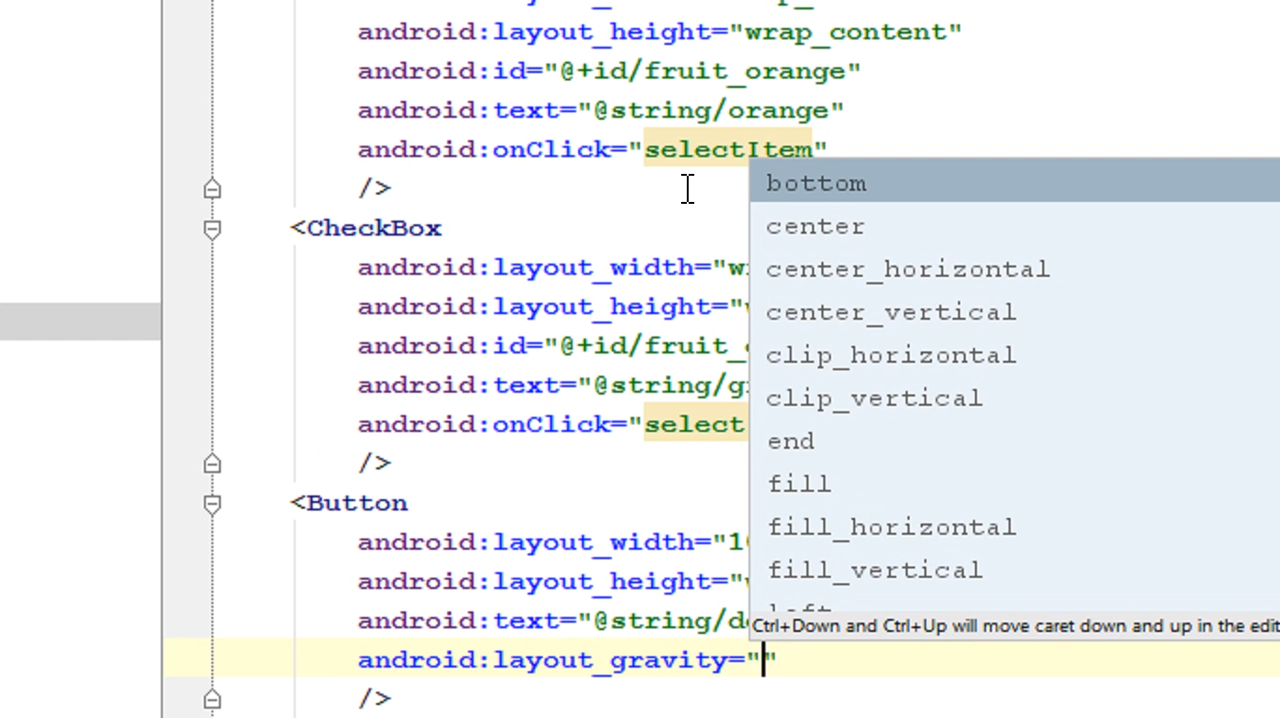 android:layout_height="wrap_content"
android:id="@+id/fruit_orange"
android:text="@string/orange"
android:onClick="selectItem"
/>
<CheckBox
android:layout_width="w
android:layout_height="
android:id="@+id/fruit_
android:text="@string/g
android:onClick="select
/>
<Button
android:layout_width="1
android:layout_height="
android:text="@string/d
android:layout_gravity=""
/>
bottom
center
center_horizontal
center_vertical
clip_horizontal
clip_vertical
end
fill
fill_horizontal
fill_vertical
left
Ctrl+Down and Ctrl+Up will move caret down and up in the edit